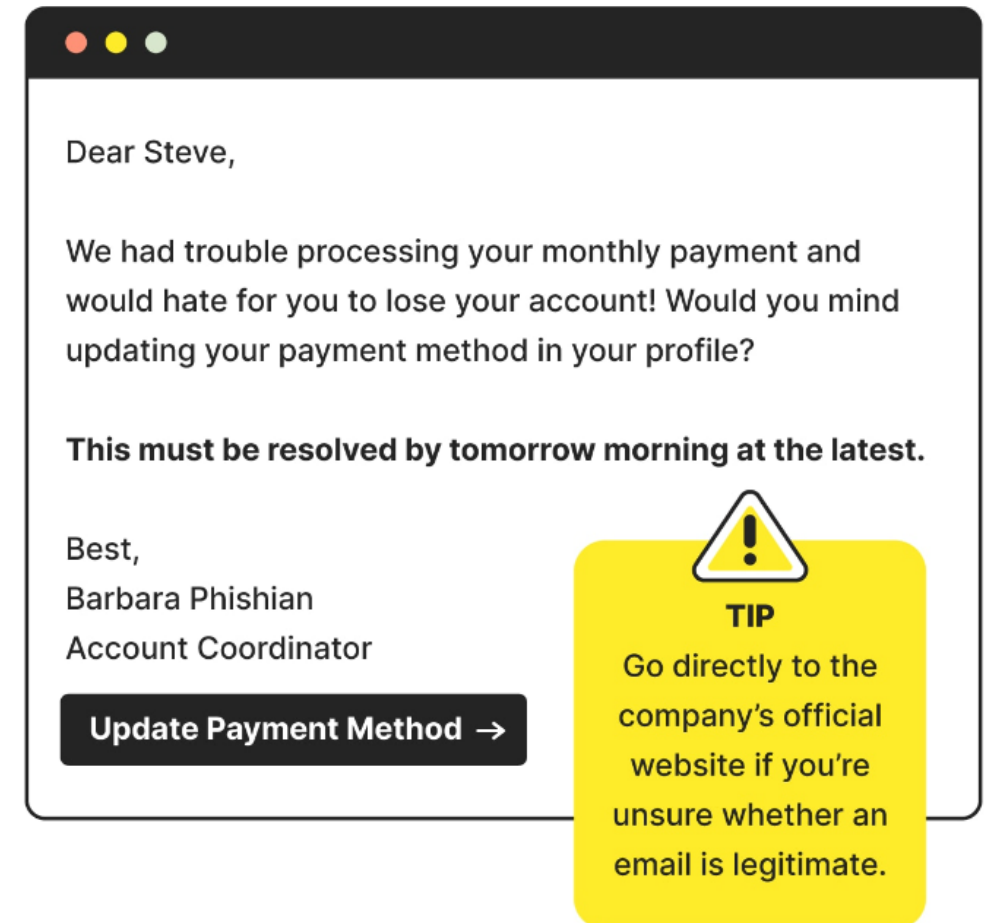 Dear Steve,
We had trouble processing your monthly payment and
would hate for you to lose your account! Would you mind
updating your payment method in your profile?
This must be resolved by tomorrow morning at the latest.
Best,
Barbara Phishian
Account Coordinator
Update Payment Method →
TIP
Go directly to the
company’s official
website if you’re
unsure whether an
email is legitimate.